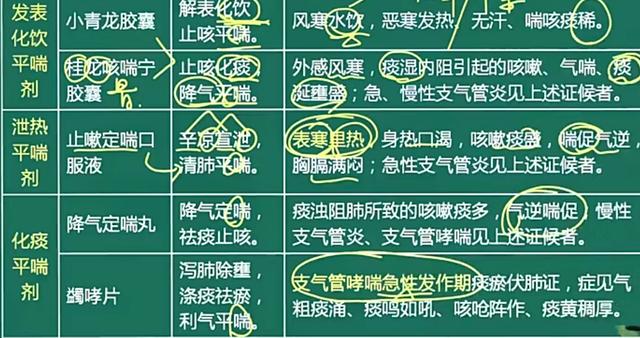 发表
化饮
平喘
剂
小青龙胶囊
解表化饮
止咳平喘。
风寒水饮,恶寒发热、无汗、喘咳痰稀。
桂龙咳喘宁
胶囊
止咳化痰,
降气平喘。
外感风寒,痰湿内阻引起的咳嗽、气喘、痰
涎壅盛;急、慢性支气管炎见上述证候者。
泄热
平喘
剂
止嗽定喘口
服液
辛凉宣泄,
清肺平喘。
表寒里热,身热口渴,咳嗽痰盛,喘促气逆,
胸膈满闷;急性支气管炎见上述证候者。
化痰
平喘
剂
降气定喘丸
降气定喘,
祛痰止咳。
痰浊阻肺所致的咳嗽痰多,气逆喘促,慢性
支气管炎、支气管哮喘见上述证候者。
蠲哮片
泻肺除壅,
涤痰祛瘀,
利气平喘。
支气管哮喘急性发作期痰瘀伏肺证,症见气
粗痰涌、痰鸣如吼、咳呛阵作、痰黄稠厚。